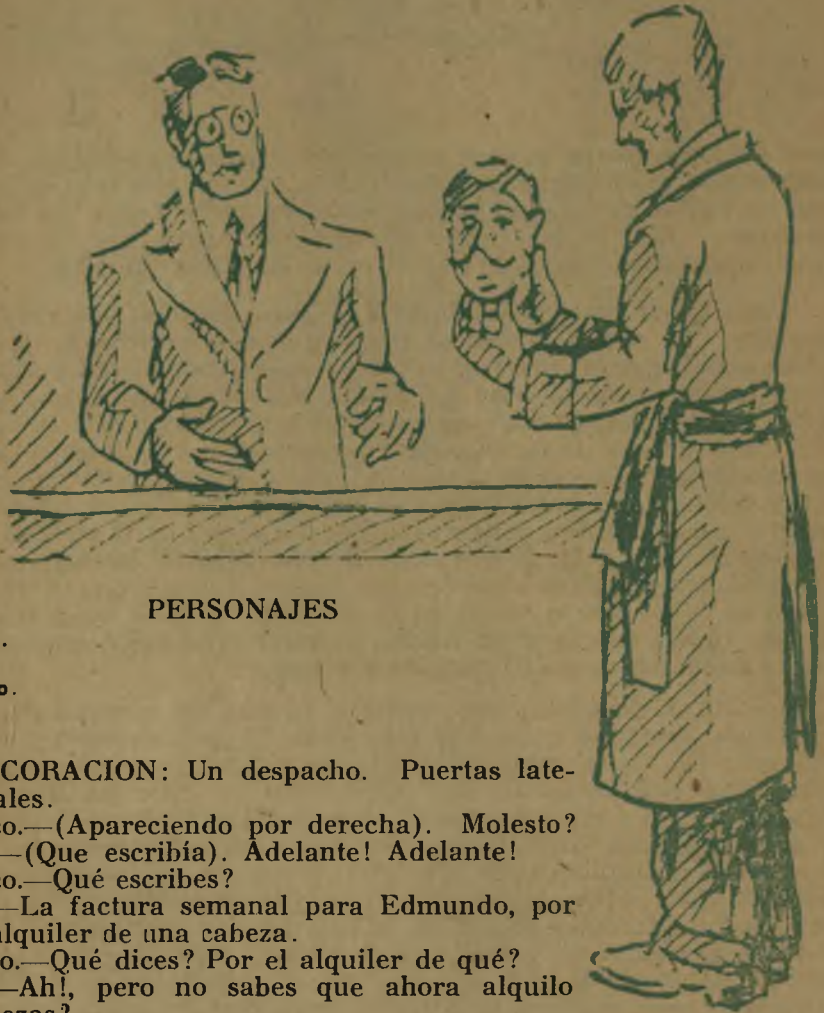 PERSONAJES
.
o.
CORACION: Un despacho. Puertas late-
ales.
o.—(Apareciendo por derecha). Molesto?
—(Que escribía). Adelante! Adelante!
o.—Qué escribes?
—La factura semanal para Edmundo, por
alquiler de una cabeza.
o.—Qué dices? Por el alquiler de qué?
—Ah!, pero no sabes que ahora alquilo